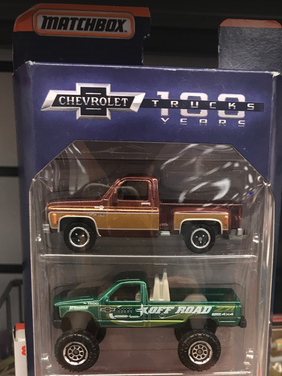 MATCHBOX
CHEVROLET TRUCKS
100
YEARS
OFF ROAD